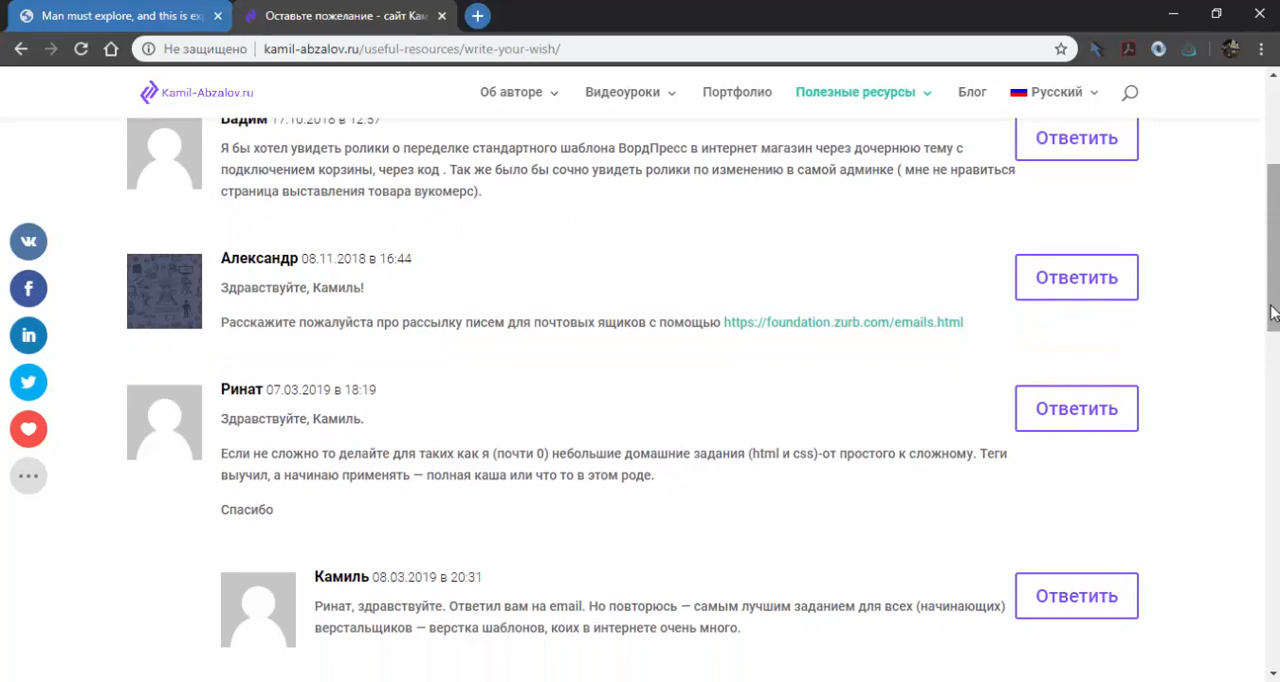 Man must explore, and this is ex
Оставьте пожелание - сайт Кам
Не защищено
kamil-abzalov.ru/useful-resources/write-your-wish/
Kamil-Abzalov.ru
Об авторе
Видеоуроки
Портфолио
Полезные ресурсы
Блог
Русский
Вадим 17.10.2018 в 12:57
Ответить
Я бы хотел увидеть ролики о переделке стандартного шаблона ВордПресс в интернет магазин через дочернюю тему с
подключением корзины, через код . Так же было бы сочно увидеть ролики по изменению в самой админке ( мне не нравиться
страница выставления товара вукомерс).
Александр 08.11.2018 в 16:44
Ответить
Здравствуйте, Камиль!
Расскажите пожалуйста про рассылку писем для почтовых ящиков с помощью https://foundation.zurb.com/emails.html
Ринат 07.03.2019 в 18:19
Ответить
Здравствуйте, Камиль.
Если не сложно то делайте для таких как я (почти 0) небольшие домашние задания (html и css)-от простого к сложному. Теги
выучил, а начинаю применять — полная каша или что то в этом роде.
Спасибо
Камиль 08.03.2019 в 20:31
Ответить
Ринат, здравствуйте. Ответил вам на email. Но повторюсь — самым лучшим заданием для всех (начинающих)
верстальщиков — верстка шаблонов, коих в интернете очень много.